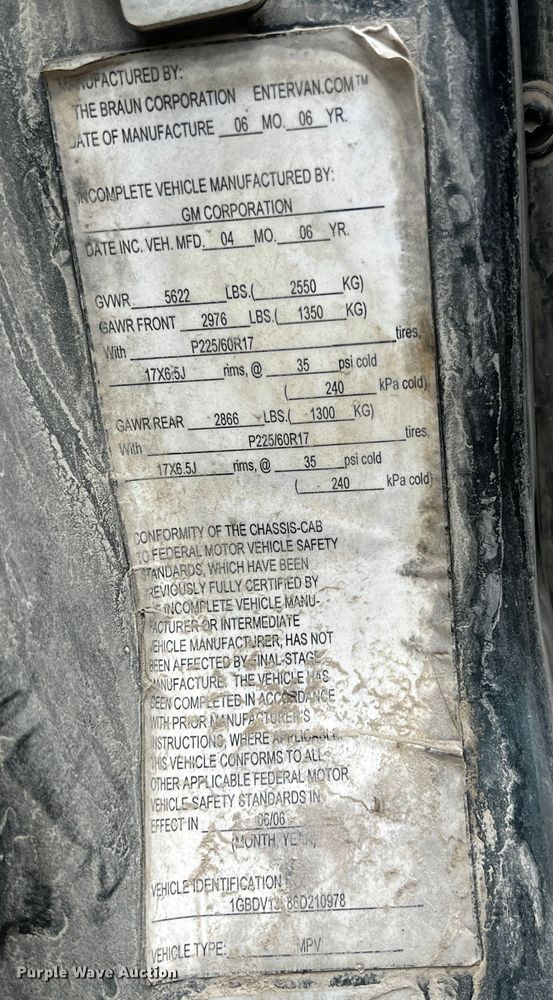 MANUFACTURED BY:
THE BRAUN CORPORATION ENTERVAN.COM™
DATE OF MANUFACTURE 06 MO. 06 YR.
INCOMPLETE VEHICLE MANUFACTURED BY:
GM CORPORATION
DATE INC. VEH. MFD. 04 MO. 06 YR.
GVWR 5622 LBS.( 2550 KG)
GAWR FRONT 2976 LBS.( 1350 KG)
With P225/60R17 tires,
17X6.5J rims, @ 35 psi cold
( 240 kPa cold)
GAWR REAR 2866 LBS.( 1300 KG)
With P225/60R17 tires,
17X6.5J rims, @ 35 psi cold
( 240 kPa cold)
CONFORMITY OF THE CHASSIS-CAB
TO FEDERAL MOTOR VEHICLE SAFETY
STANDARDS, WHICH HAVE BEEN
PREVIOUSLY FULLY CERTIFIED BY
THE INCOMPLETE VEHICLE MANU-
FACTURER OR INTERMEDIATE
VEHICLE MANUFACTURER, HAS NOT
BEEN AFFECTED BY FINAL-STAGE
MANUFACTURE. THE VEHICLE HAS
BEEN COMPLETED IN ACCORDANCE
WITH PRIOR MANUFACTURER'S
INSTRUCTIONS, WHERE APPLICABLE.
THIS VEHICLE CONFORMS TO ALL
OTHER APPLICABLE FEDERAL MOTOR
VEHICLE SAFETY STANDARDS IN
EFFECT IN 06/06
(MONTH, YEAR)
VEHICLE IDENTIFICATION
VEHICLE TYPE: MPV
Purple Wave Auction